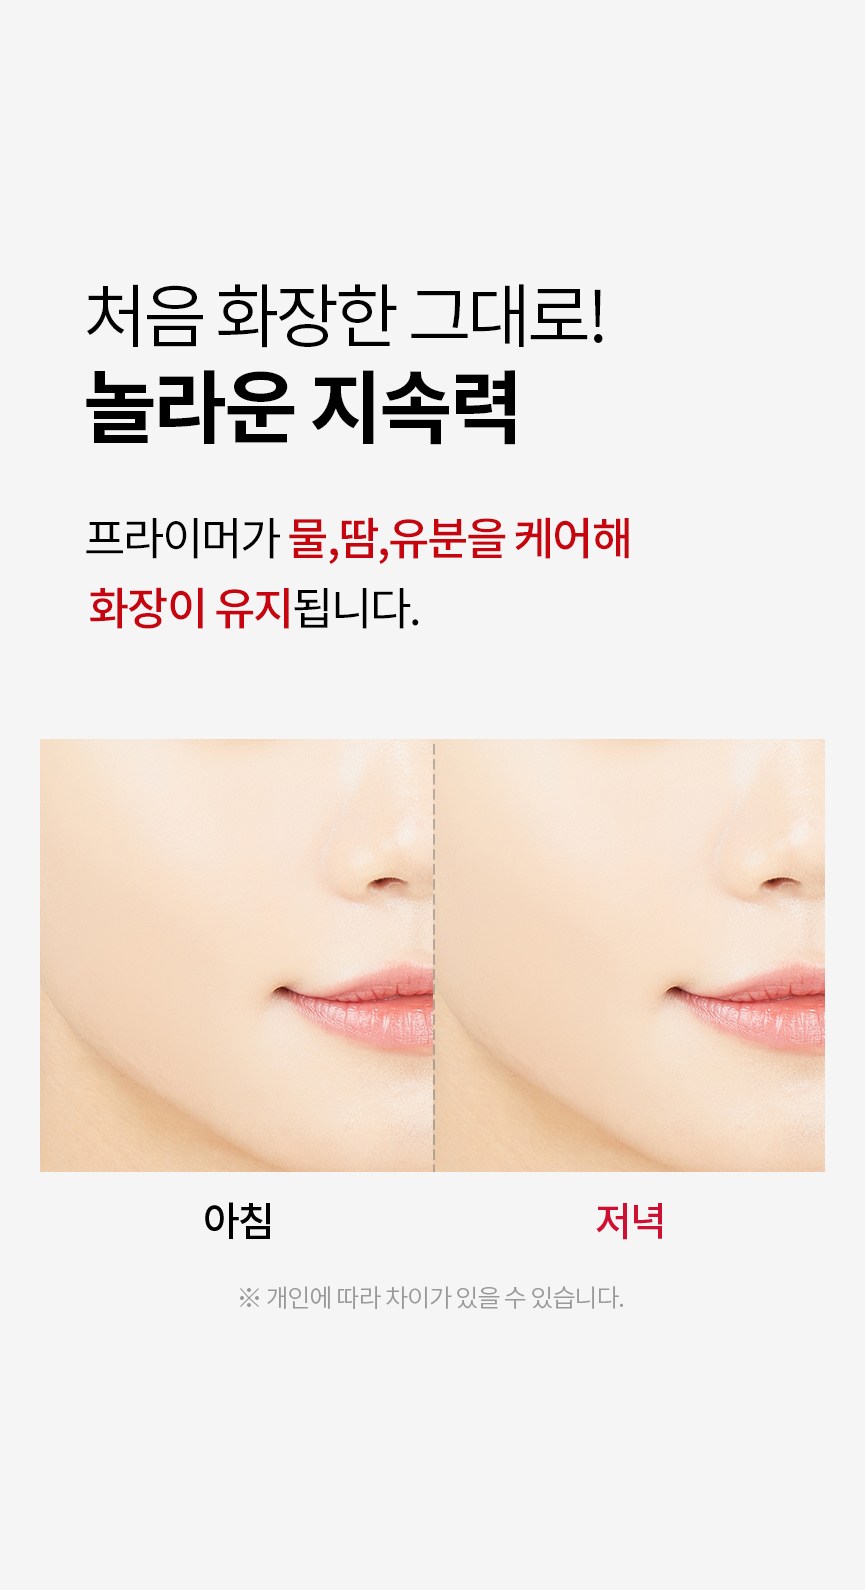 처음 화장한 그대로!
놀라운 지속력
프라이머가 물,땀,유분을 케어해
화장이 유지됩니다.
아침
저녁
※ 개인에 따라 차이가 있을 수 있습니다.